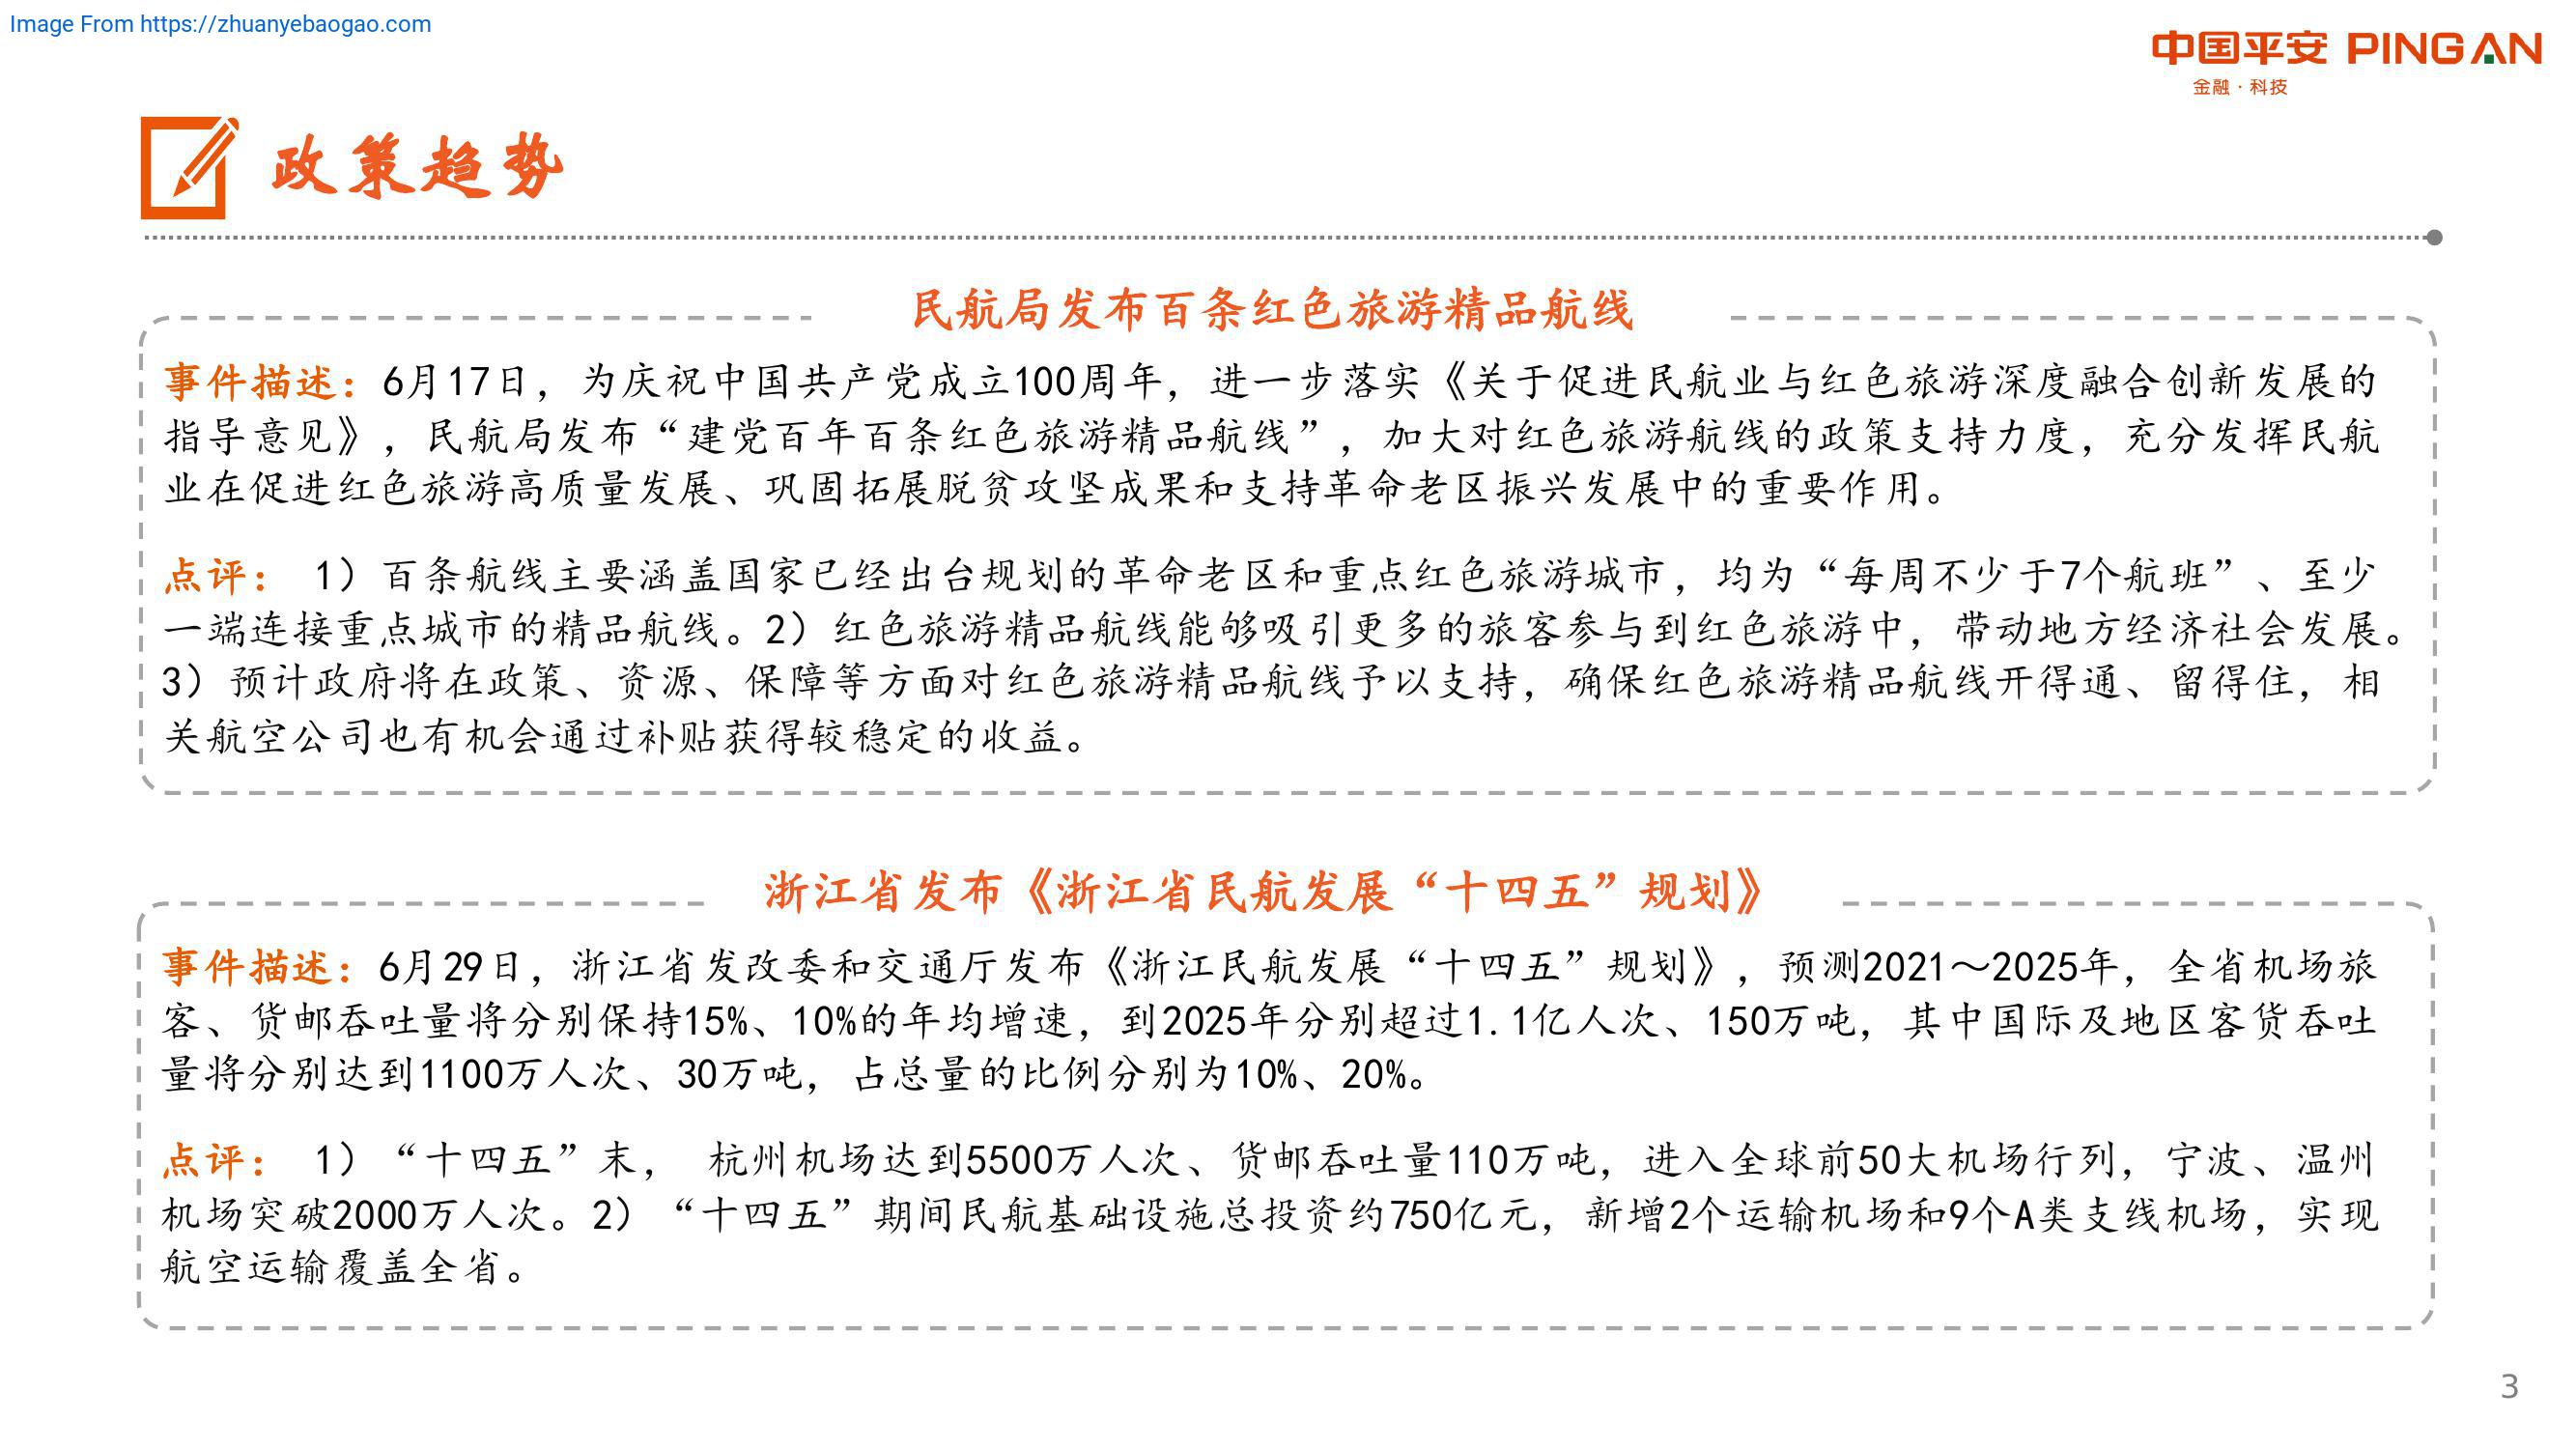 Image From https://zhuanyebaogao.com
中国平安 PINGAN
金融·科技
政策趋势
民航局发布百条红色旅游精品航线
事件描述：6月17日，为庆祝中国共产党成立100周年，进一步落实《关于促进民航业与红色旅游深度融合创新发展的
指导意见》，民航局发布“建党百年百条红色旅游精品航线”，加大对红色旅游航线的政策支持力度，充分发挥民航
业在促进红色旅游高质量发展、巩固拓展脱贫攻坚成果和支持革命老区振兴发展中的重要作用。
点评： 1）百条航线主要涵盖国家已经出台规划的革命老区和重点红色旅游城市，均为“每周不少于7个航班”、至少
一端连接重点城市的精品航线。2）红色旅游精品航线能够吸引更多的旅客参与到红色旅游中，带动地方经济社会发展。
3）预计政府将在政策、资源、保障等方面对红色旅游精品航线予以支持，确保红色旅游精品航线开得通、留得住，相
关航空公司也有机会通过补贴获得较稳定的收益。
浙江省发布《浙江省民航发展“十四五”规划》
事件描述：6月29日，浙江省发改委和交通厅发布《浙江民航发展“十四五”规划》，预测2021～2025年，全省机场旅
客、货邮吞吐量将分别保持15%、10%的年均增速，到2025年分别超过1.1亿人次、150万吨，其中国际及地区客货吞吐
量将分别达到1100万人次、30万吨，占总量的比例分别为10%、20%。
点评： 1）“十四五”末， 杭州机场达到5500万人次、货邮吞吐量110万吨，进入全球前50大机场行列，宁波、温州
机场突破2000万人次。2）“十四五”期间民航基础设施总投资约750亿元，新增2个运输机场和9个A类支线机场，实现
航空运输覆盖全省。
3